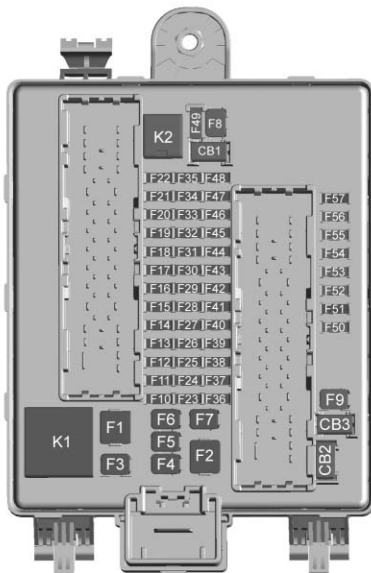 K2 F49 F8
CB1
F22 F35 F48
F21 F34 F47
F57
F20 F33 F46
F56
F19 F32 F45
F55
F18 F31 F44
F54
F17 F30 F43
F53
F16 F29 F42
F52
F15 F28 F41
F51
F14 F27 F40
F50
F13 F26 F39
F12 F25 F38
F11 F24 F37
F10 F23 F36
F9
K1 F1 F6 F7 CB3
F5
F3 F4 F2 CB2